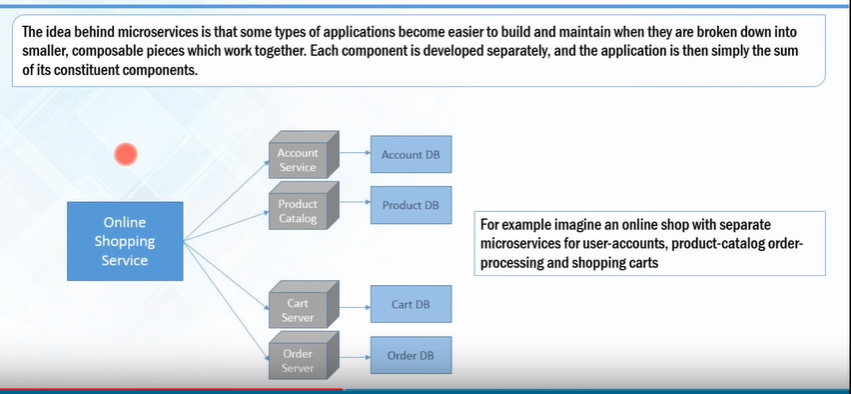 The idea behind microservices is that some types of applications become easier to build and maintain when they are broken down into
smaller, composable pieces which work together. Each component is developed separately, and the application is then simply the sum
of its constituent components.
Account
Service
Account DB
Product
Catalog
Product DB
Online
Shopping
Service
For example imagine an online shop with separate
microservices for user-accounts, product-catalog order-
processing and shopping carts
Cart
Server
Cart DB
Order
Server
Order DB